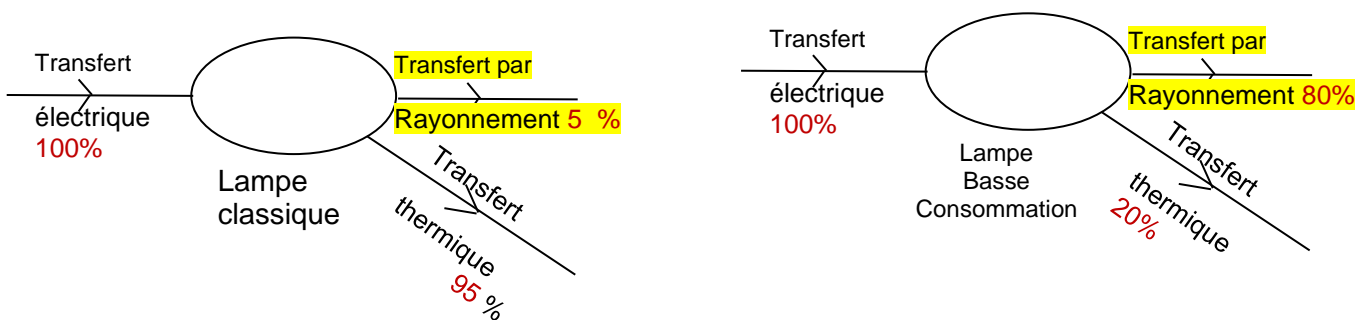 Transfert
électrique
100%
Transfert par
Rayonnement 5 %
Transfert
thermique
95 %
Lampe
classique
Transfert
électrique
100%
Transfert par
Rayonnement 80%
Transfert
thermique
20%
Lampe
Basse
Consommation